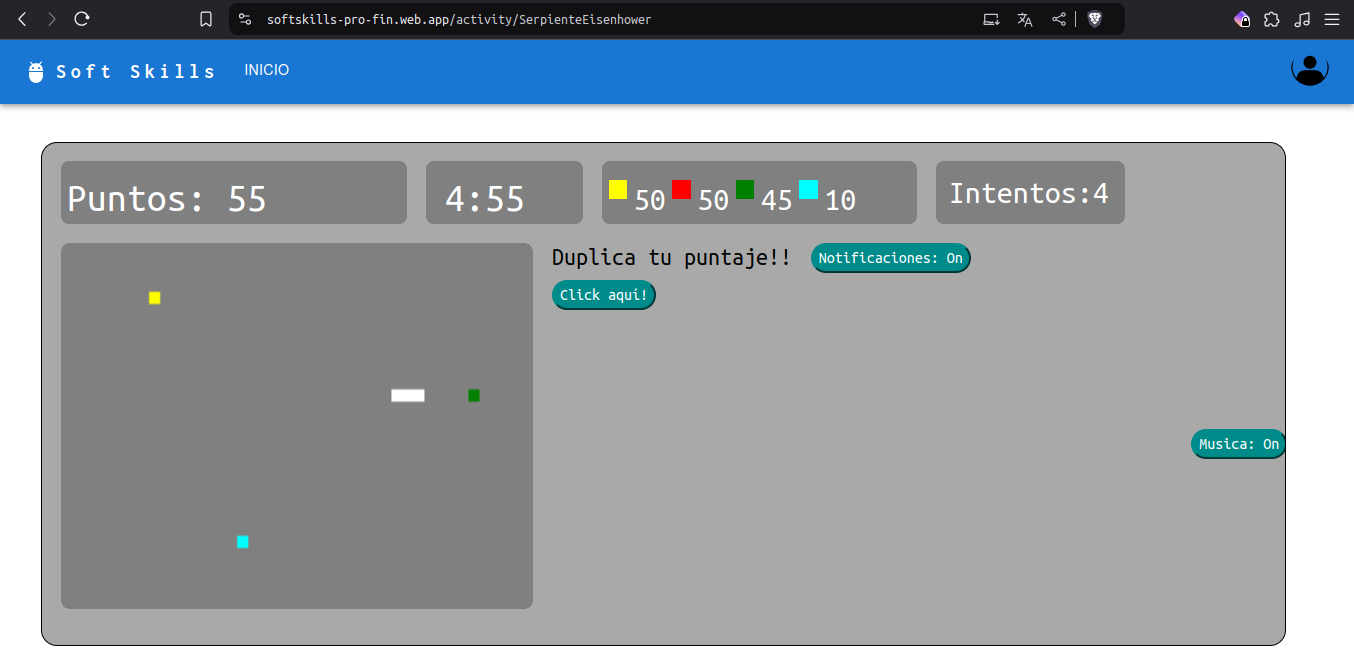 softskills-pro-fin.web.app/activity/SerpienteEisenhower
Soft Skills INICIO
Puntos: 55 4:55 50 50 45 10 Intentos:4
Duplica tu puntaje!! Notificaciones: On
Click aquí!
Musica: On